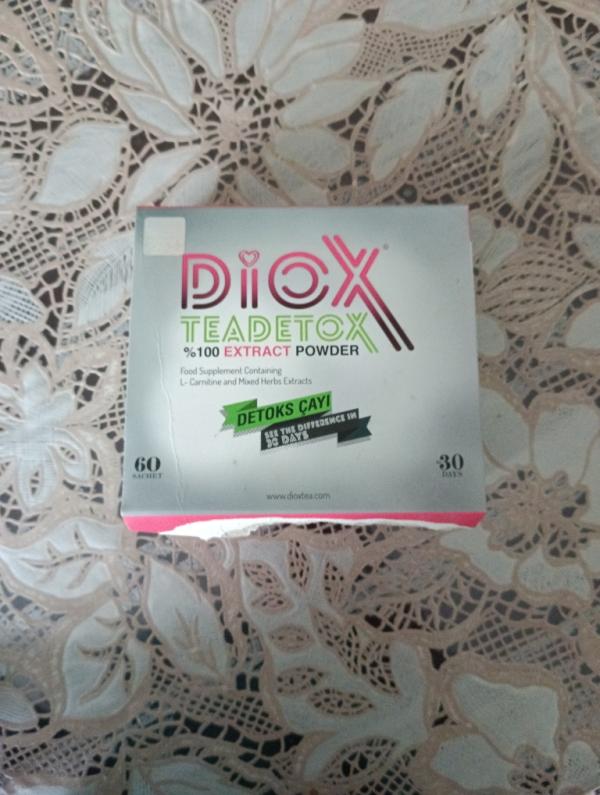 DiOX®
TEADETOX
%100 EXTRACT POWDER
Food Supplement Containing
L- Carnitine and Mixed Herbs Extracts
DETOKS ÇAYI
SEE THE DIFFERENCE IN
30 DAYS
60
SACHET
30
DAYS
www.dioxtea.com